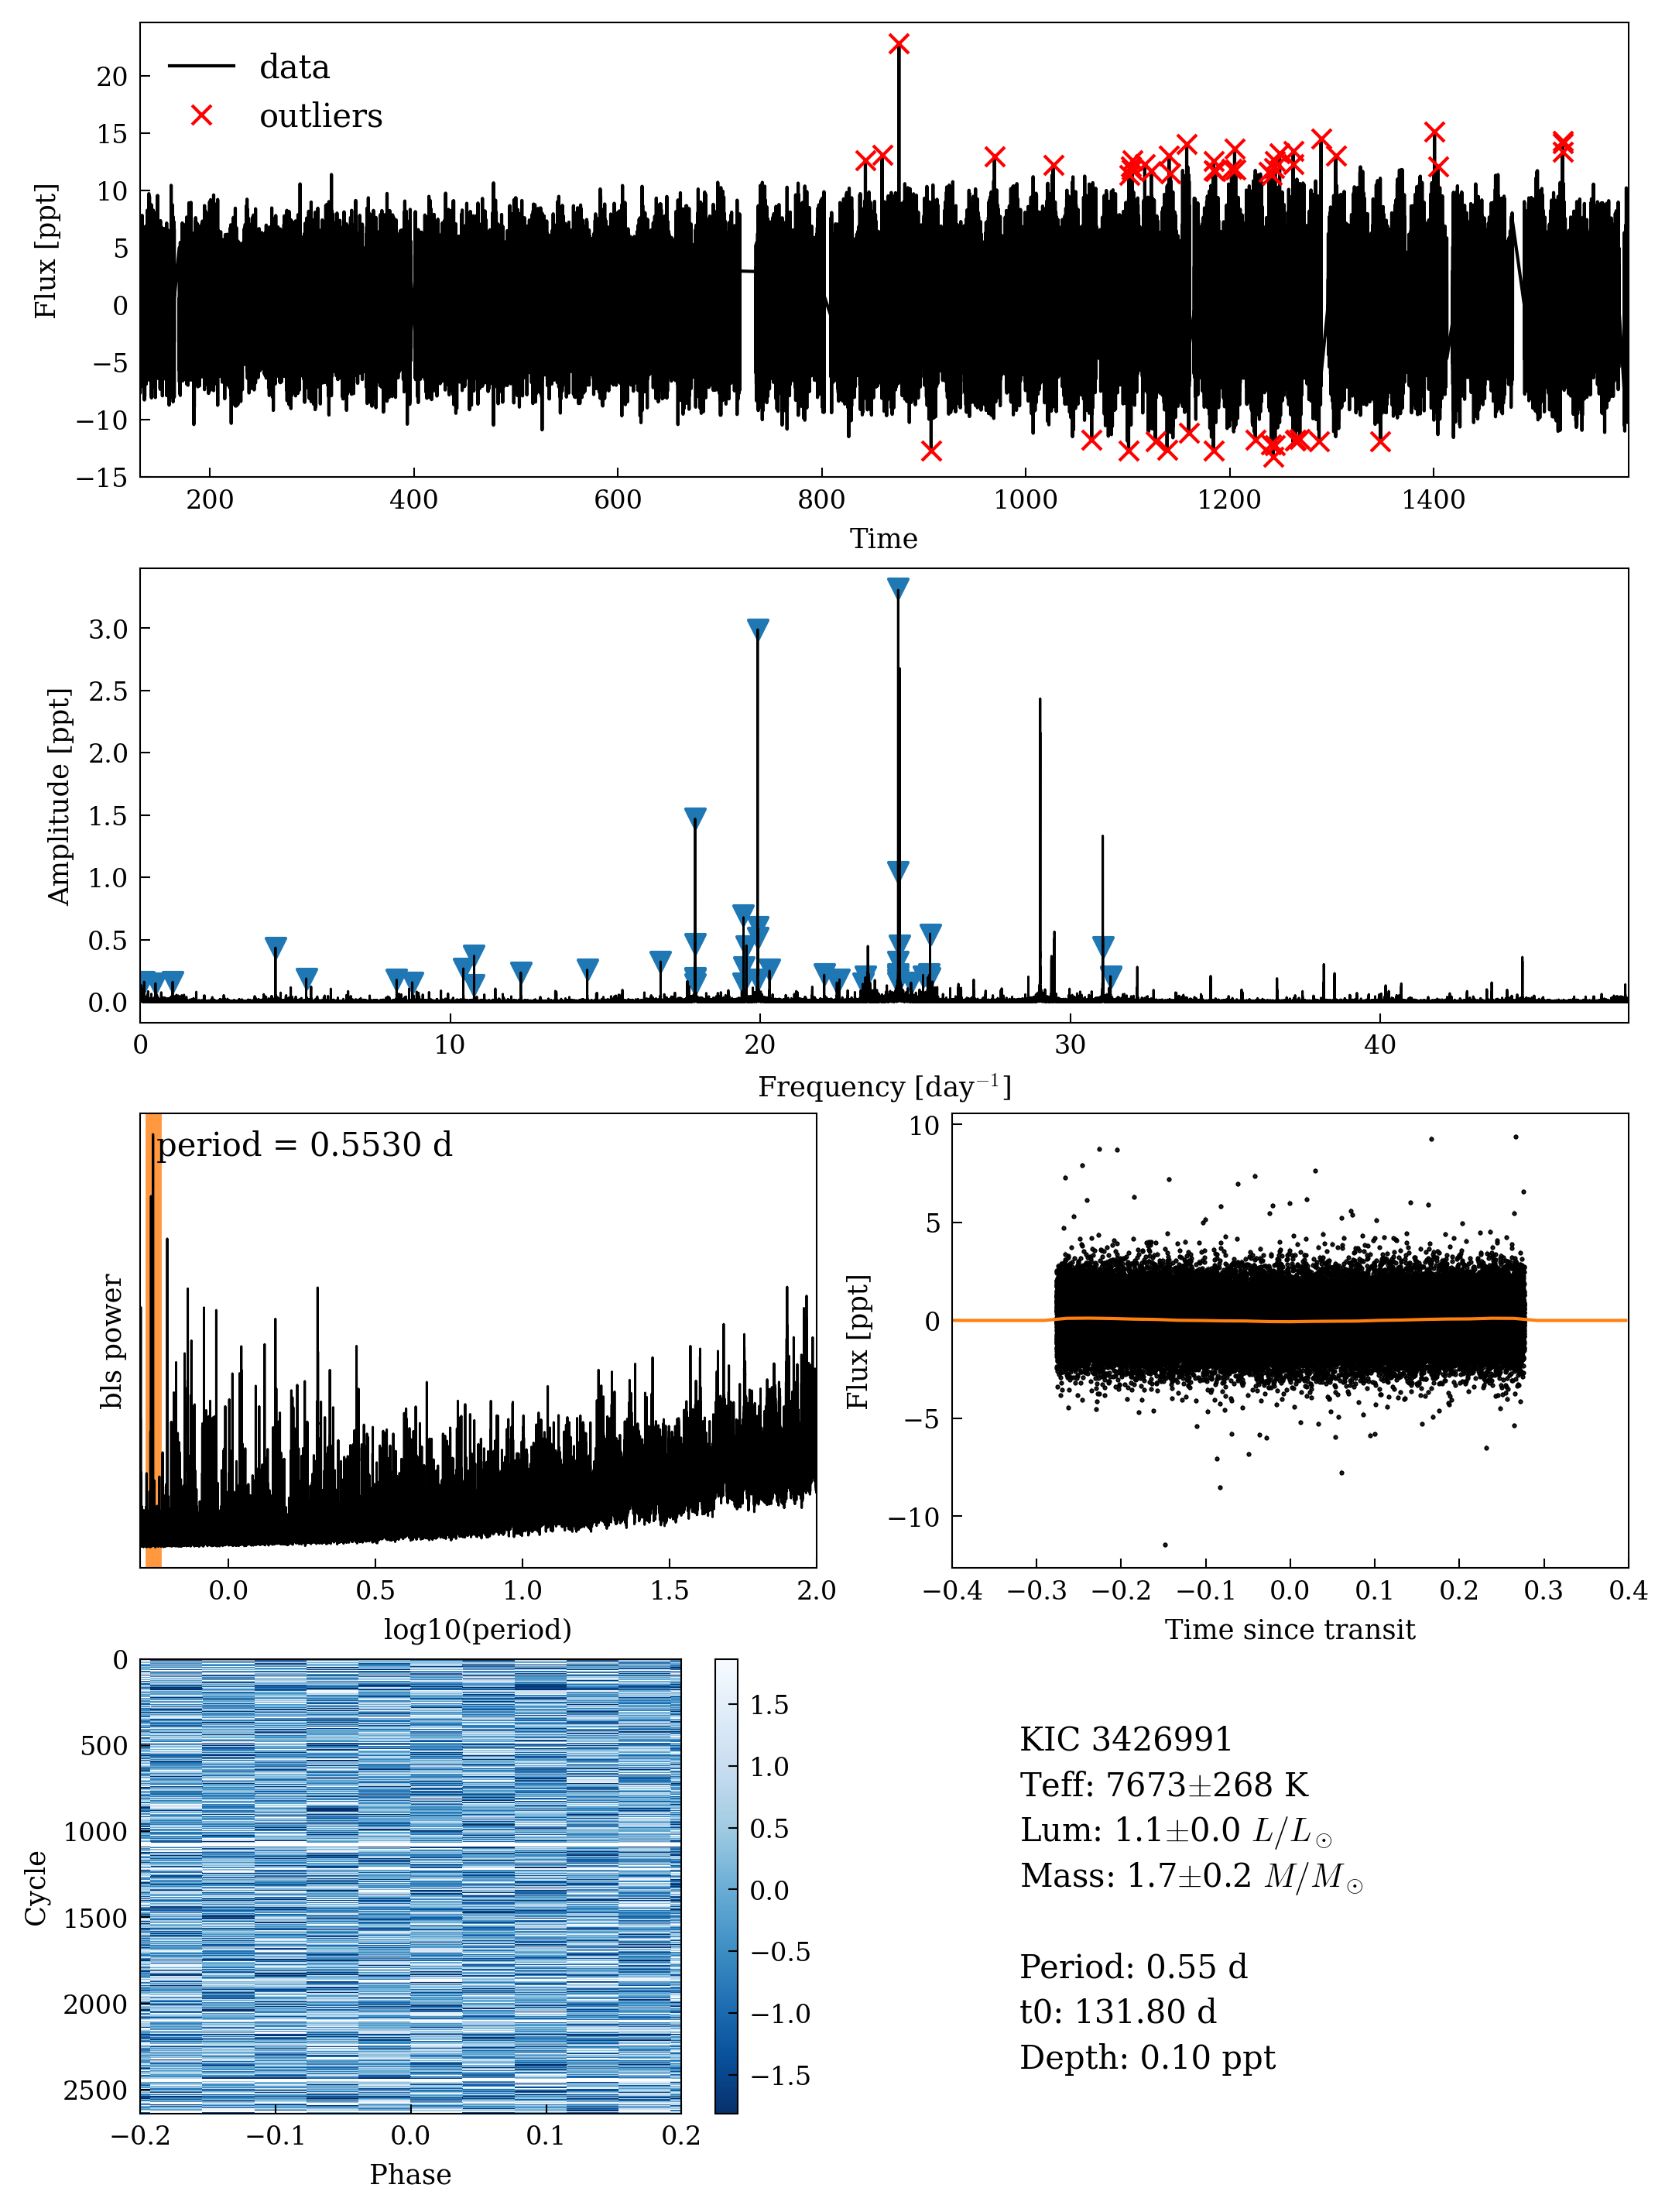 data
outliers
20
15
10
5
0
−5
−10
−15
Flux [ppt]
200 400 600 800 1000 1200 1400
Time
3.0
2.5
2.0
1.5
1.0
0.5
0.0
Amplitude [ppt]
0 10 20 30 40
Frequency [day⁻¹]
period = 0.5530 d
bls power
0.0 0.5 1.0 1.5 2.0
log10(period)
10
5
0
−5
−10
Flux [ppt]
−0.4 −0.3 −0.2 −0.1 0.0 0.1 0.2 0.3 0.4
Time since transit
0
500
1000
1500
2000
2500
Cycle
−0.2 −0.1 0.0 0.1 0.2
Phase
1.5
1.0
0.5
0.0
−0.5
−1.0
−1.5
KIC 3426991
Teff: 7673±268 K
Lum: 1.1±0.0 L/L⊙
Mass: 1.7±0.2 M/M⊙
Period: 0.55 d
t0: 131.80 d
Depth: 0.10 ppt